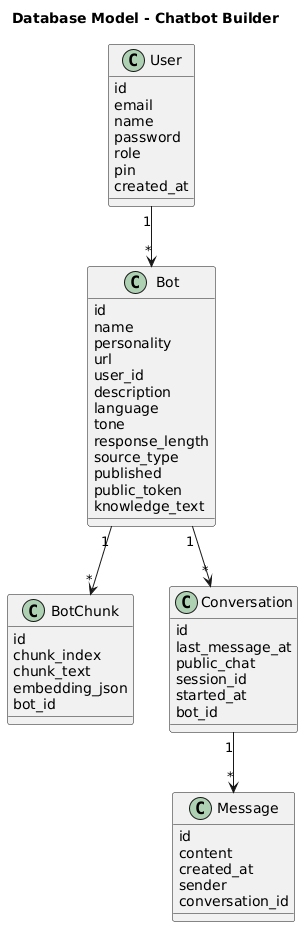 Database Model - Chatbot Builder
C User
id
email
name
password
role
pin
created_at
1
*
C Bot
id
name
personality
url
user_id
description
language
tone
response_length
source_type
published
public_token
knowledge_text
1
1
*
*
C BotChunk
id
chunk_index
chunk_text
embedding_json
bot_id
C Conversation
id
last_message_at
public_chat
session_id
started_at
bot_id
1
*
C Message
id
content
created_at
sender
conversation_id